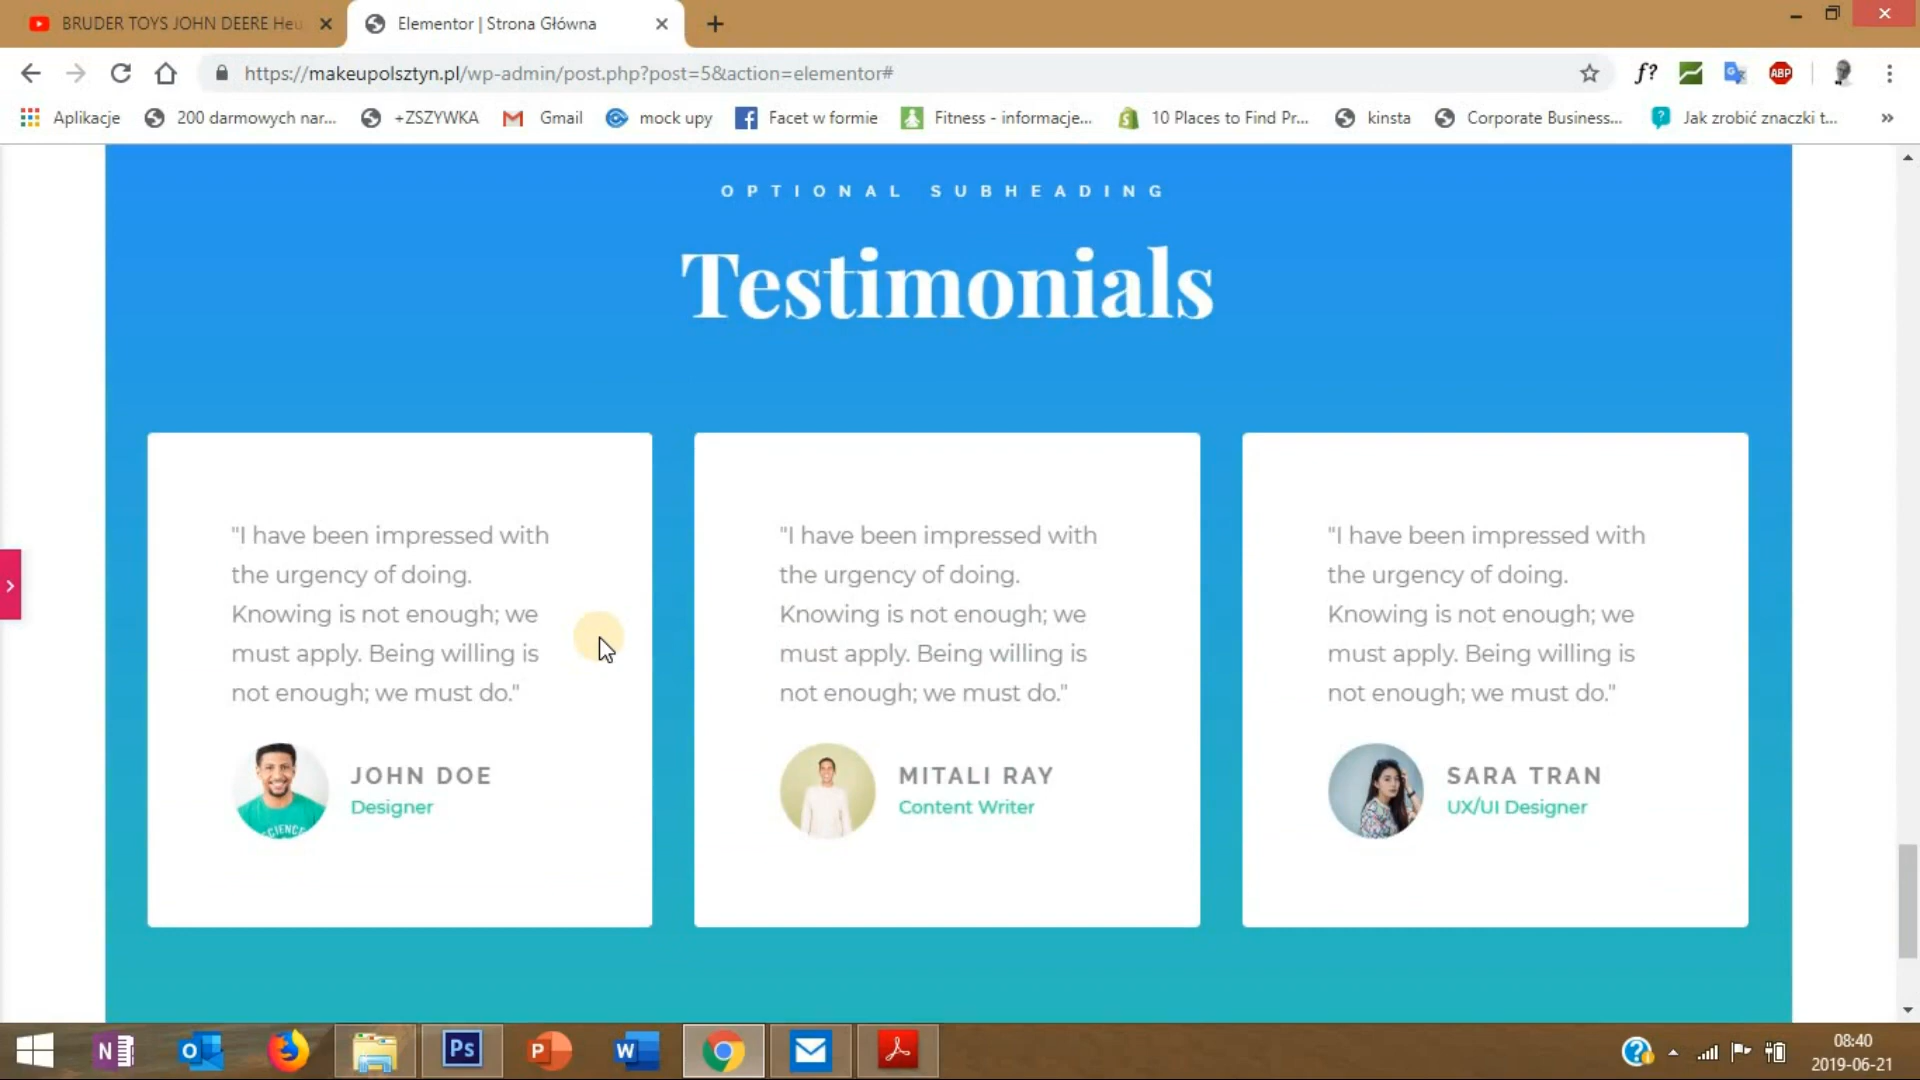 BRUDER TOYS JOHN DEERE Heu
Elementor | Strona Główna
https://makeupolsztyn.pl/wp-admin/post.php?post=5&action=elementor#
f?
ABP
Aplikacje
200 darmowych nar...
+ZSZYWKA
Gmail
mock upy
Facet w formie
Fitness - informacje...
10 Places to Find Pr...
kinsta
Corporate Business...
Jak zrobić znaczki t...
OPTIONAL SUBHEADING
Testimonials
"I have been impressed with
the urgency of doing.
Knowing is not enough; we
must apply. Being willing is
not enough; we must do."
JOHN DOE
Designer
"I have been impressed with
the urgency of doing.
Knowing is not enough; we
must apply. Being willing is
not enough; we must do."
MITALI RAY
Content Writer
"I have been impressed with
the urgency of doing.
Knowing is not enough; we
must apply. Being willing is
not enough; we must do."
SARA TRAN
UX/UI Designer
SCIENCE
N
O
Ps
P
W
08:40
2019-06-21